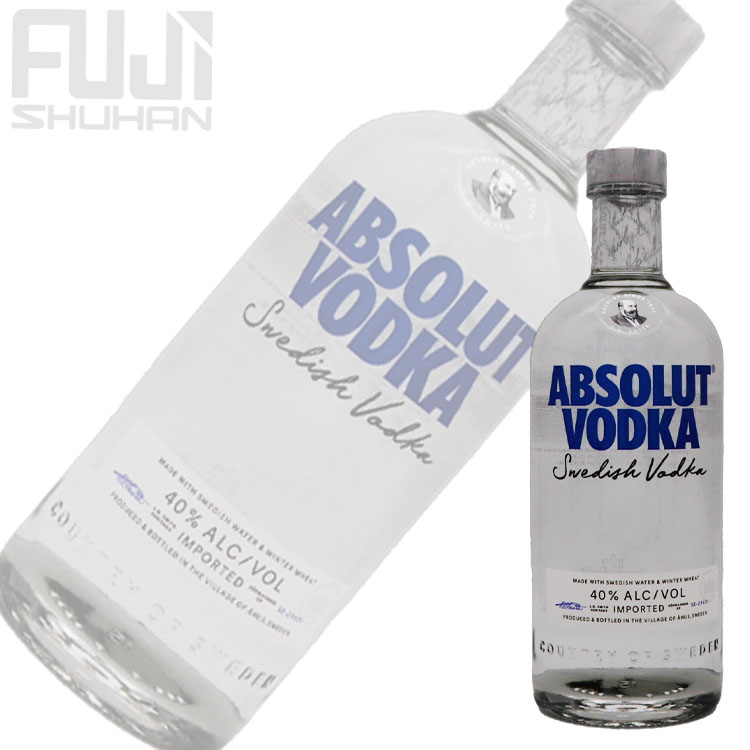 FUJI
SHUHAN
ABSOLUT
VODKA
Swedish Vodka
MADE WITH SWEDISH WATER & WINTER WHEAT
40% ALC/VOL
IMPORTED
PRODUCED & BOTTLED IN THE VILLAGE OF ÅHUS, SWEDEN
COUNTRY OF SWEDEN
ABSOLUT
VODKA
Swedish Vodka
MADE WITH SWEDISH WATER & WINTER WHEAT
40% ALC/VOL
IMPORTED
PRODUCED & BOTTLED IN THE VILLAGE OF ÅHUS, SWEDEN
COUNTRY OF SWEDEN